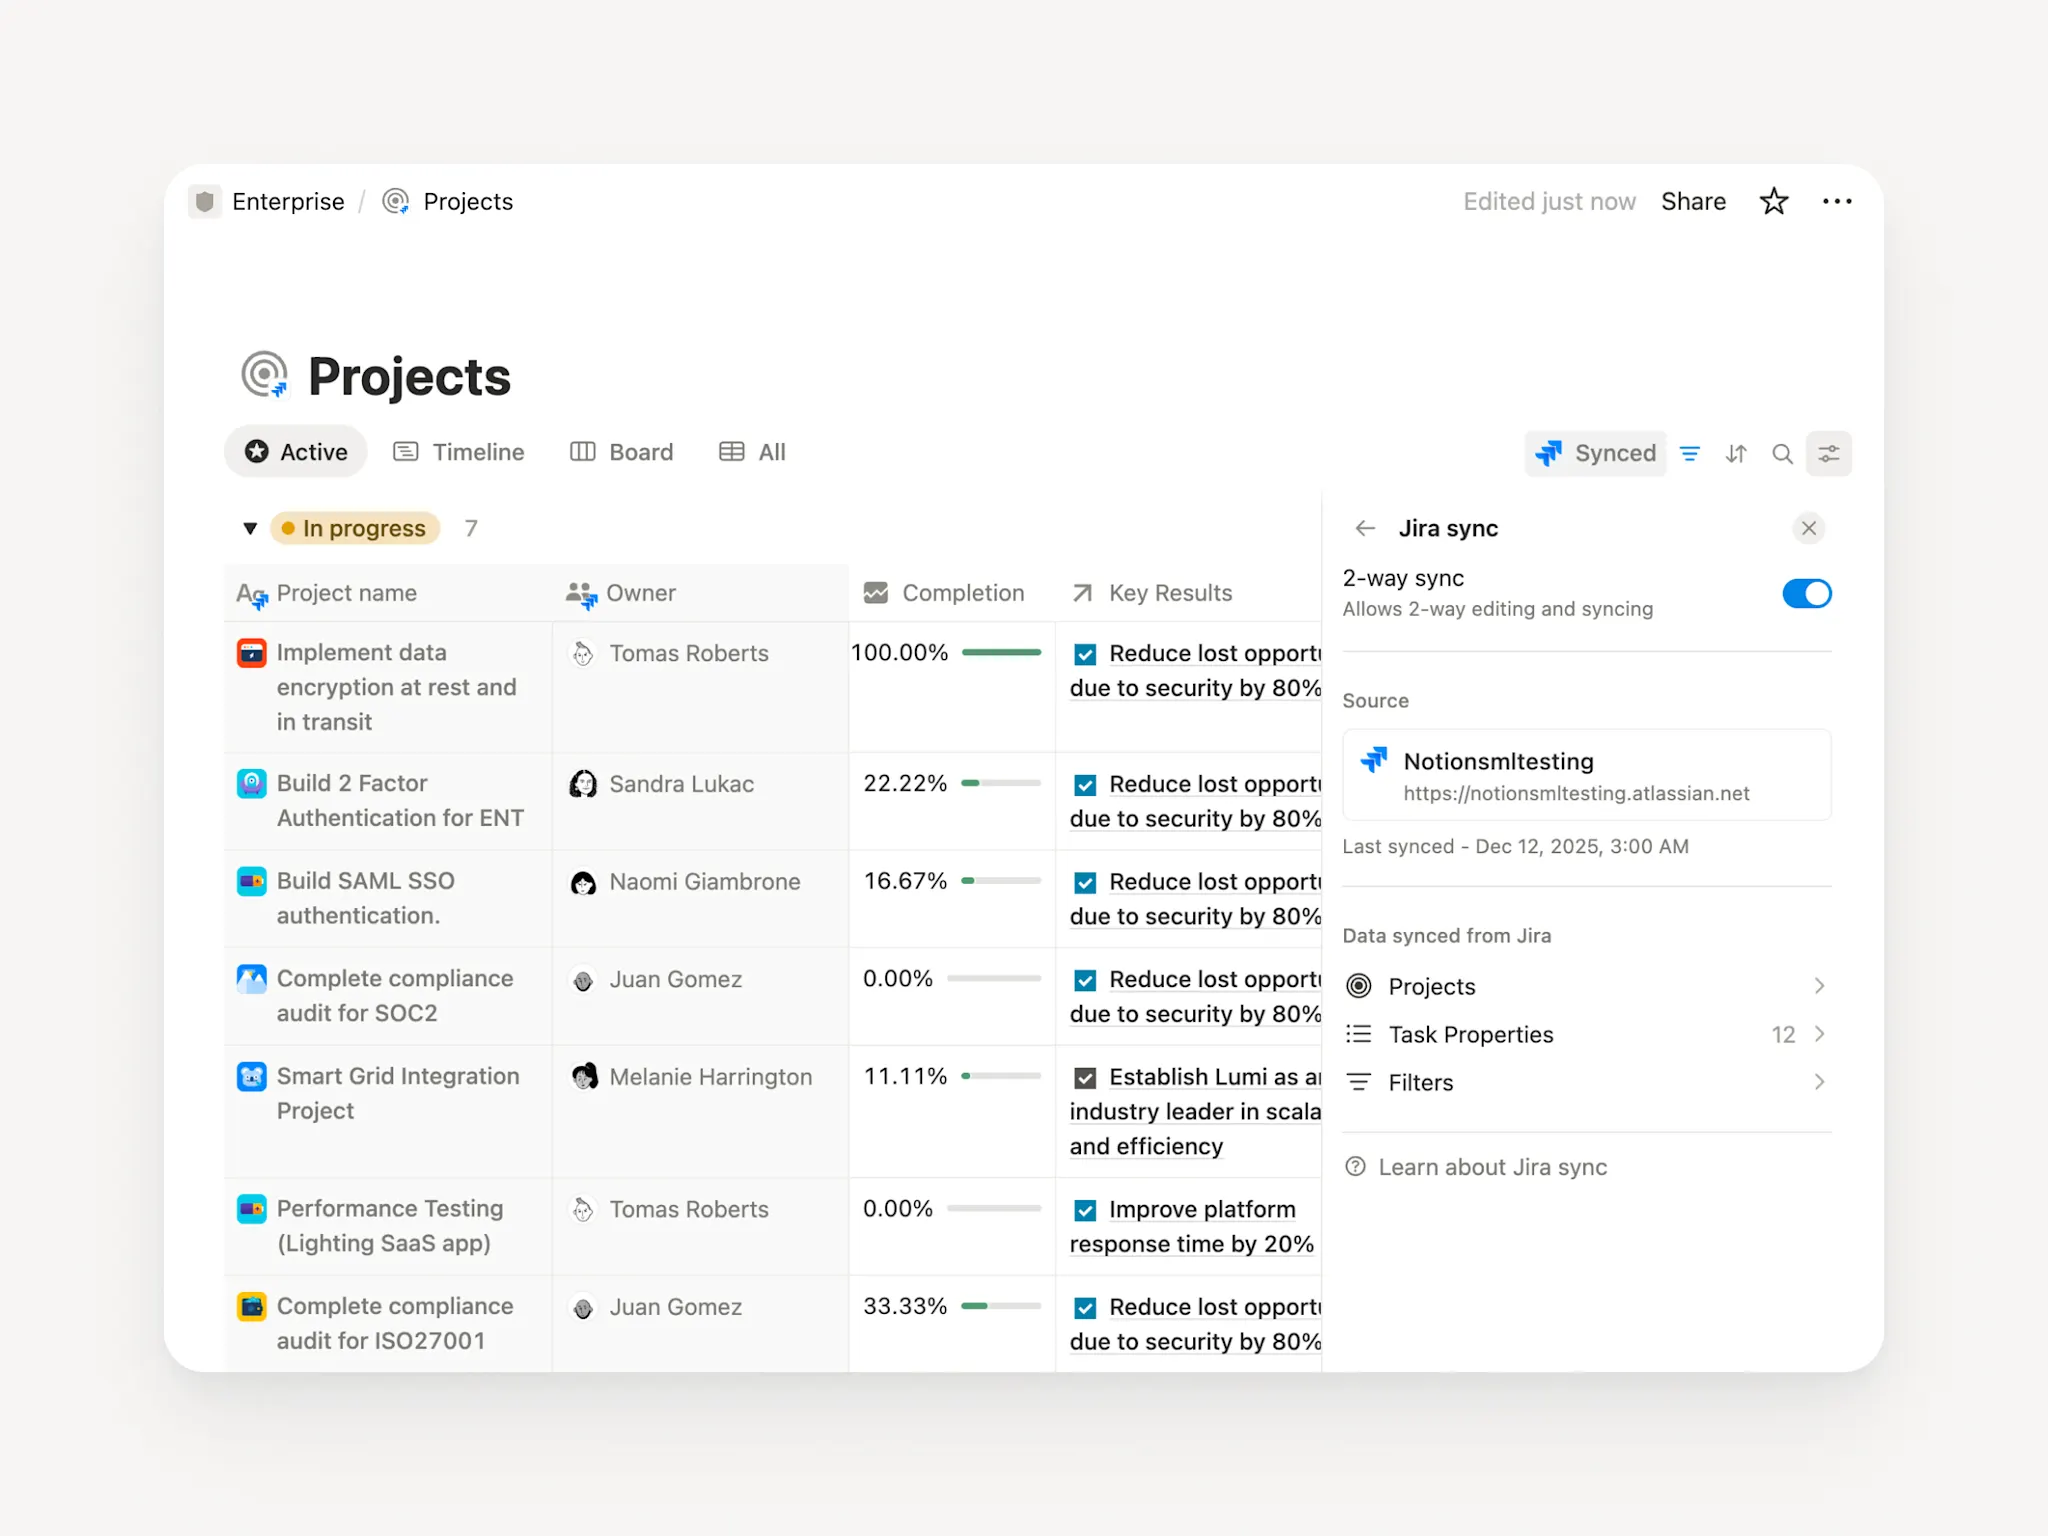 Enterprise / Projects
Edited just now Share
Projects
Active Timeline Board All
Synced
In progress 7
Project name Owner Completion Key Results
Implement data
encryption at rest and
in transit
Tomas Roberts
100.00%
Reduce lost
due to security by 80%
Build 2 Factor
Authentication for ENT
Sandra Lukac
22.22%
Reduce lost
due to security by 80%
Build SAML SSO
authentication.
Naomi Giambrone
16.67%
Reduce lost
due to security by 80%
Complete compliance
audit for SOC2
Juan Gomez
0.00%
Reduce lost
due to security by 80%
Smart Grid Integration
Project
Melanie Harrington
11.11%
Establish Lumi as
industry leader in
and efficiency
Performance Testing
(Lighting SaaS app)
Tomas Roberts
0.00%
Improve platform
response time by 20%
Complete compliance
audit for ISO27001
Juan Gomez
33.33%
Reduce lost
due to security by 80%
Jira sync
2-way sync
Allows 2-way editing and syncing
Source
Notionsmltesting
https://notionsmltesting.atlassian.net
Last synced - Dec 12, 2025, 3:00 AM
Data synced from Jira
Projects
Task Properties 12
Filters
Learn about Jira sync